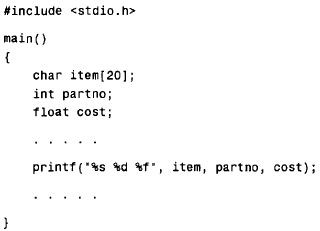 #include <stdio.h>
main()
{
char item[20];
int partno;
float cost;
. . . . .
printf("%s %d %f", item, partno, cost);
. . . . .
}